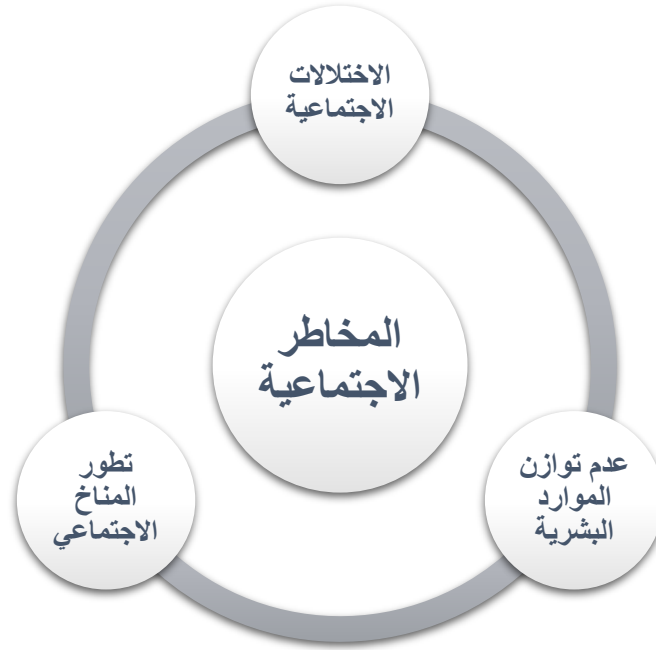 الاختلالات
الاجتماعية
المخاطر
الاجتماعية
عدم توازن
الموارد
البشرية
تطور
المناخ
الاجتماعي